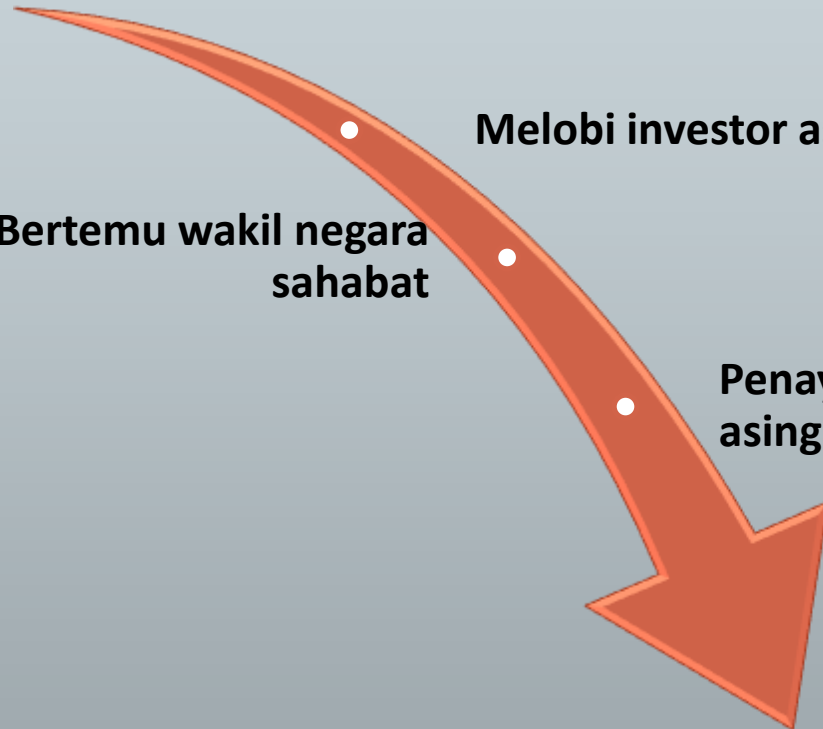 Melobi investor a
Bertemu wakil negara
sahabat
Penay
asing